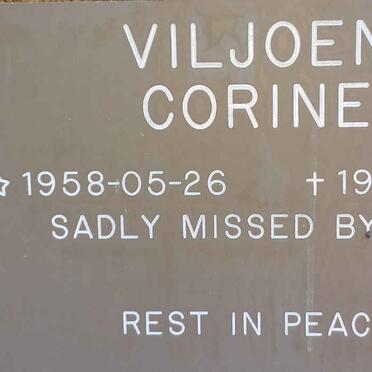 VILJOEN
CORINE
☆ 1958-05-26 † 19
SADLY MISSED BY
REST IN PEAC